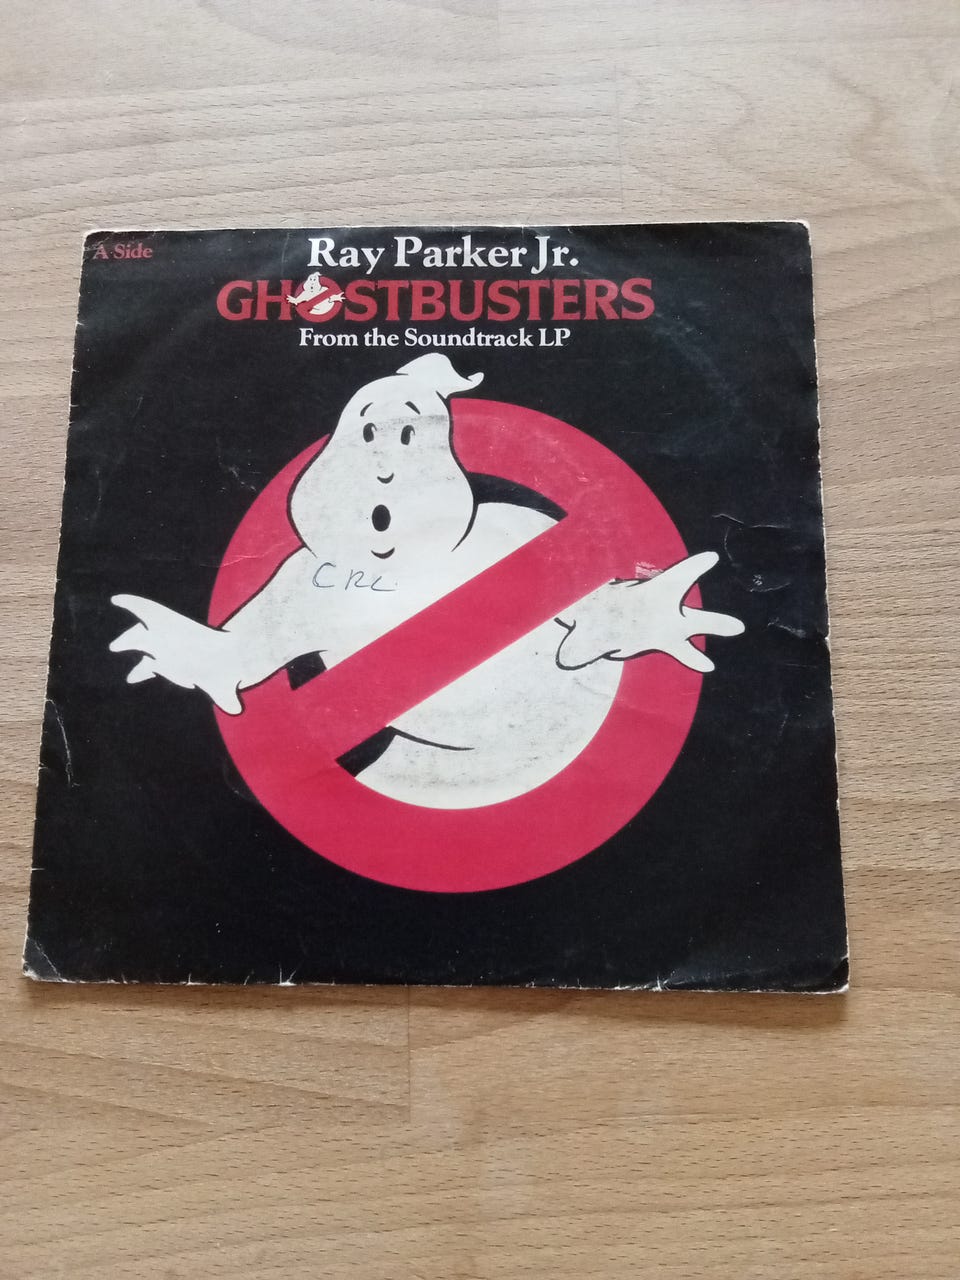 A Side
Ray Parker Jr.
GHOSTBUSTERS
From the Soundtrack LP